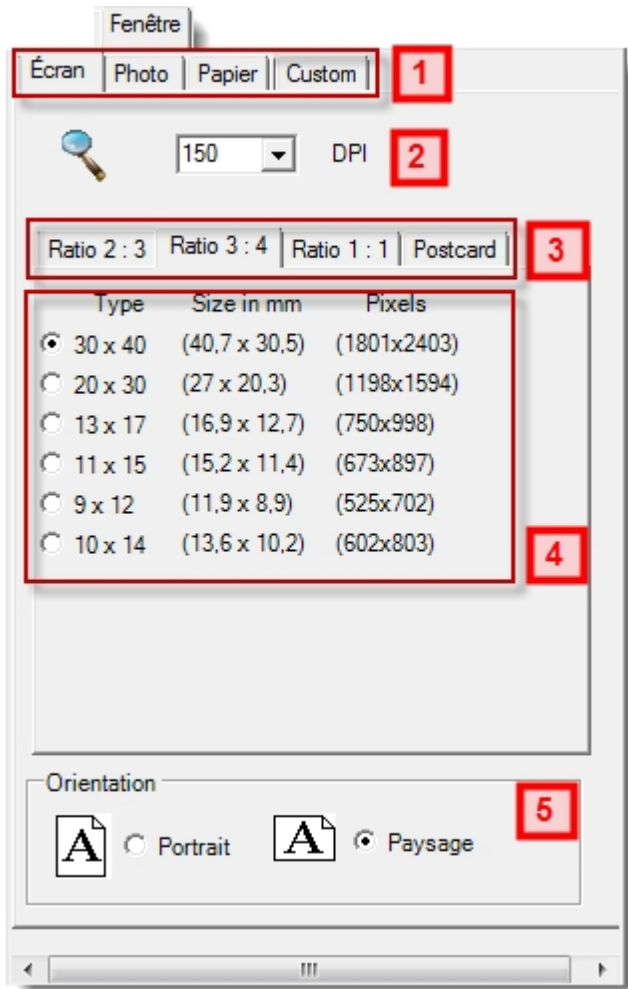 Fenêtre
Écran Photo Papier Custom 1
150 DPI 2
Ratio 2 : 3 Ratio 3 : 4 Ratio 1 : 1 Postcard 3
Type Size in mm Pixels
30 x 40 (40,7 x 30,5) (1801x2403)
20 x 30 (27 x 20,3) (1198x1594)
13 x 17 (16,9 x 12,7) (750x998)
11 x 15 (15,2 x 11,4) (673x897)
9 x 12 (11,9 x 8,9) (525x702)
10 x 14 (13,6 x 10,2) (602x803)
4
Orientation
5
A Portrait A Paysage